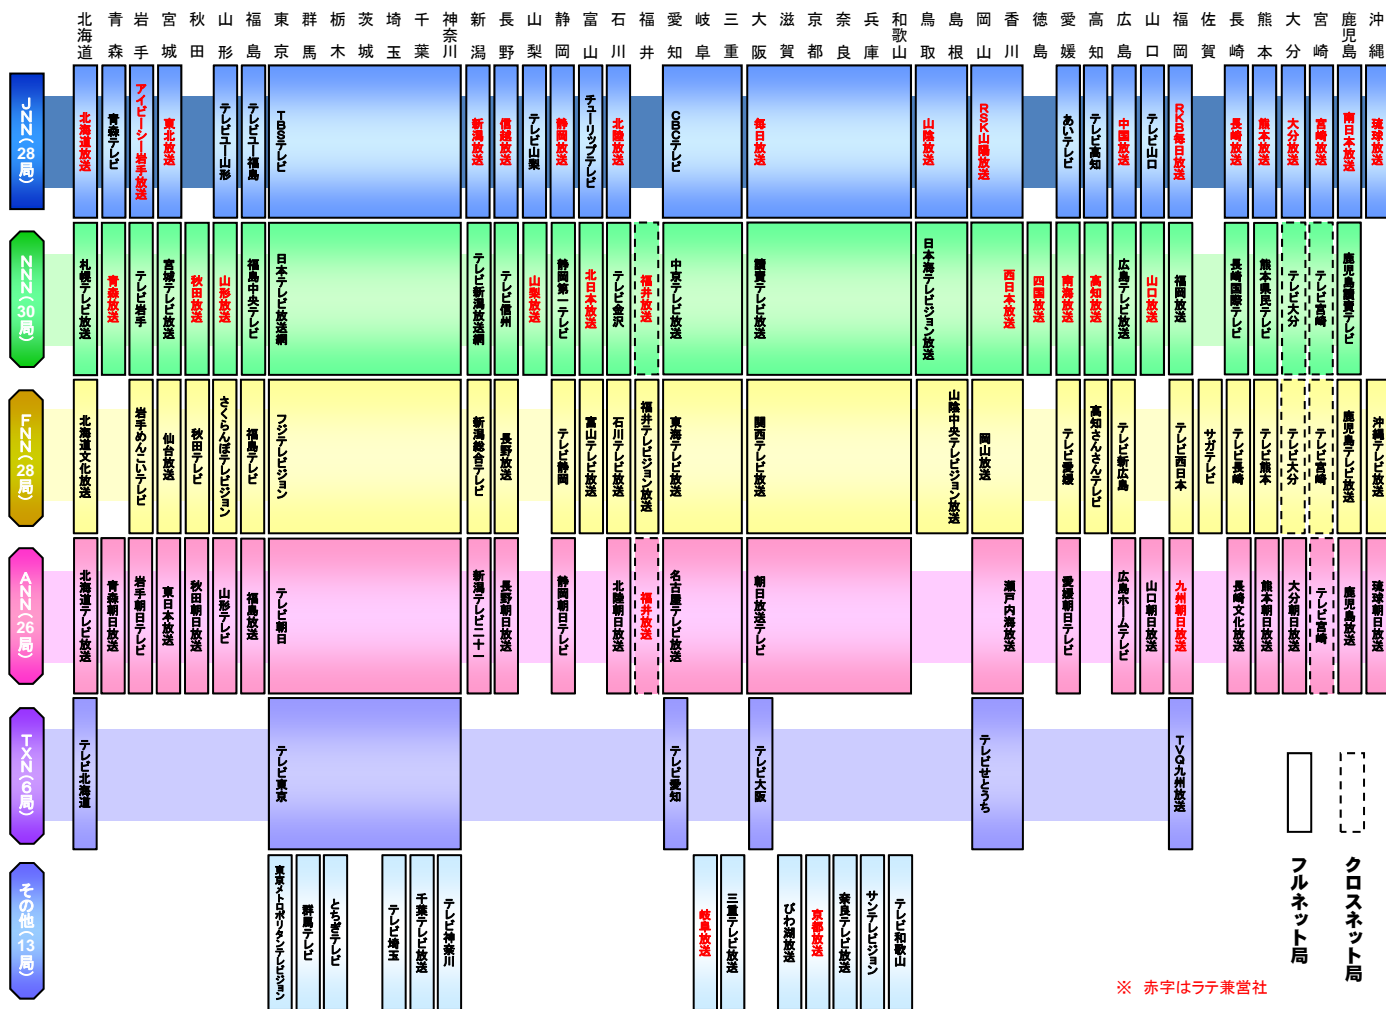 北海道 青森 岩手 宮城 秋田 山形 福島 東京 群馬 栃木 茨城 埼玉 千葉 神奈川 新潟 長野 山梨 静岡 富山 石川 福井 愛知 岐阜 三重 大阪 滋賀 京都 奈良 兵庫 和歌山 鳥取 島根 岡山 香川 徳島 愛媛 高知 広島 山口 福岡 佐賀 長崎 熊本 大分 宮崎 鹿児島 沖縄
JNN(28局)
北海道放送
青森テレビ
アイビーシー岩手放送
東北放送
テレビユー山形
テレビユー福島
TBSテレビ
新潟放送
信越放送
テレビ山梨
静岡放送
チューリップテレビ
北陸放送
CBCテレビ
毎日放送
山陰放送
RSK山陽放送
あいテレビ
テレビ高知
中国放送
テレビ山口
RKB毎日放送
長崎放送
熊本放送
大分放送
宮崎放送
南日本放送
琉球放送
NNN(30局)
札幌テレビ放送
青森放送
テレビ岩手
宮城テレビ放送
秋田放送
山形放送
福島中央テレビ
日本テレビ放送網
テレビ新潟放送網
テレビ信州
山梨放送
静岡第一テレビ
北日本放送
テレビ金沢
福井放送
中京テレビ放送
讀賣テレビ放送
日本海テレビジョン放送
西日本放送
四国放送
南海放送
高知放送
広島テレビ放送
山口放送
福岡放送
長崎国際テレビ
熊本県民テレビ
テレビ大分
テレビ宮崎
鹿児島讀賣テレビ
FNN(28局)
北海道文化放送
岩手めんこいテレビ
仙台放送
秋田テレビ
さくらんぼテレビジョン
福島テレビ
フジテレビジョン
新潟総合テレビ
長野放送
テレビ静岡
富山テレビ放送
石川テレビ放送
福井テレビジョン放送
東海テレビ放送
関西テレビ放送
山陰中央テレビジョン放送
岡山放送
テレビ愛媛
高知さんさんテレビ
テレビ新広島
テレビ西日本
サガテレビ
テレビ長崎
テレビ熊本
テレビ大分
テレビ宮崎
鹿児島テレビ放送
沖縄テレビ放送
ANN(26局)
北海道テレビ放送
青森朝日放送
岩手朝日テレビ
東日本放送
秋田朝日放送
山形テレビ
福島放送
テレビ朝日
新潟テレビ二十一
長野朝日放送
静岡朝日テレビ
北陸朝日放送
福井放送
名古屋テレビ放送
朝日放送テレビ
瀬戸内海放送
愛媛朝日テレビ
広島ホームテレビ
山口朝日放送
九州朝日放送
長崎文化放送
熊本朝日放送
大分朝日放送
テレビ宮崎
鹿児島放送
琉球朝日放送
TXN(6局)
テレビ北海道
テレビ東京
テレビ愛知
テレビ大阪
テレビせとうち
TVQ九州放送
その他(13局)
東京メトロポリタンテレビジョン
群馬テレビ
とちぎテレビ
テレビ埼玉
千葉テレビ放送
テレビ神奈川
岐阜放送
三重テレビ放送
びわ湖放送
京都放送
奈良テレビ放送
サンテレビジョン
テレビ和歌山
フルネット局
クロスネット局
※ 赤字はラテ兼営社